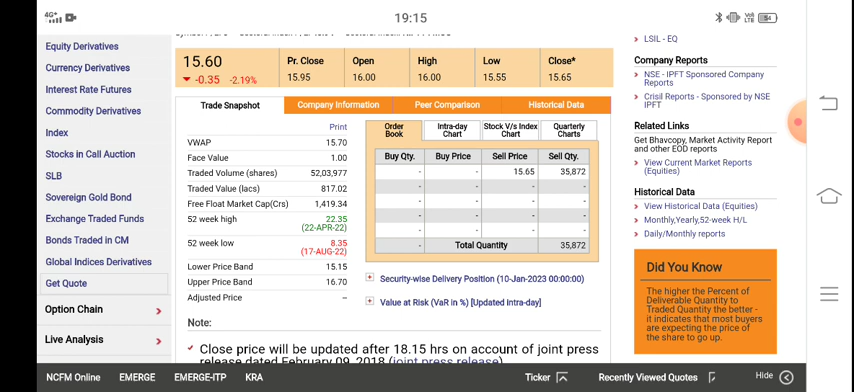 4G+
19:15
Equity Derivatives
Currency Derivatives
Interest Rate Futures
Commodity Derivatives
Index
Stocks in Call Auction
SLB
Sovereign Gold Bond
Exchange Traded Funds
Bonds Traded in CM
Global Indices Derivatives
Get Quote
Option Chain
Live Analysis
15.60
-0.35 -2.19%
Pr. Close Open High Low Close*
15.95 16.00 16.00 15.55 15.65
Trade Snapshot Company Information Peer Comparison Historical Data
Print
VWAP 15.70
Face Value 1.00
Traded Volume (shares) 52,03,977
Traded Value (lacs) 817.02
Free Float Market Cap(Crs) 1,419.34
52 week high 22.35
(22-APR-22)
52 week low 8.35
(17-AUG-22)
Lower Price Band 15.15
Upper Price Band 16.70
Adjusted Price –
Order Book
Intra-day Chart
Stock V/s Index Chart
Quarterly Charts
Buy Qty. Buy Price Sell Price Sell Qty.
- - 15.65 35,872
- - - -
- - - -
- - - -
- - - -
- Total Quantity 35,872
Security-wise Delivery Position (10-Jan-2023 00:00:00)
Value at Risk (VaR in %) [Updated Intra-day]
Note:
Close price will be updated after 18.15 hrs on account of joint press
release dated February 09, 2018 (joint press release)
LSIL - EQ
Company Reports
NSE - IPFT Sponsored Company
Reports
Crisil Reports - Sponsored by NSE
IPFT
Related Links
Get Bhavcopy, Market Activity Report
and other EOD reports
View Current Market Reports
(Equities)
Historical Data
View Historical Data (Equities)
Monthly,Yearly,52-week H/L
Daily/Monthly reports
Did You Know
The higher the Percent of
Deliverable Quantity to
Traded Quantity the better -
it indicates that most buyers
are expecting the price of
the share to go up.
NCFM Online EMERGE EMERGE-ITP KRA Ticker Recently Viewed Quotes Hide